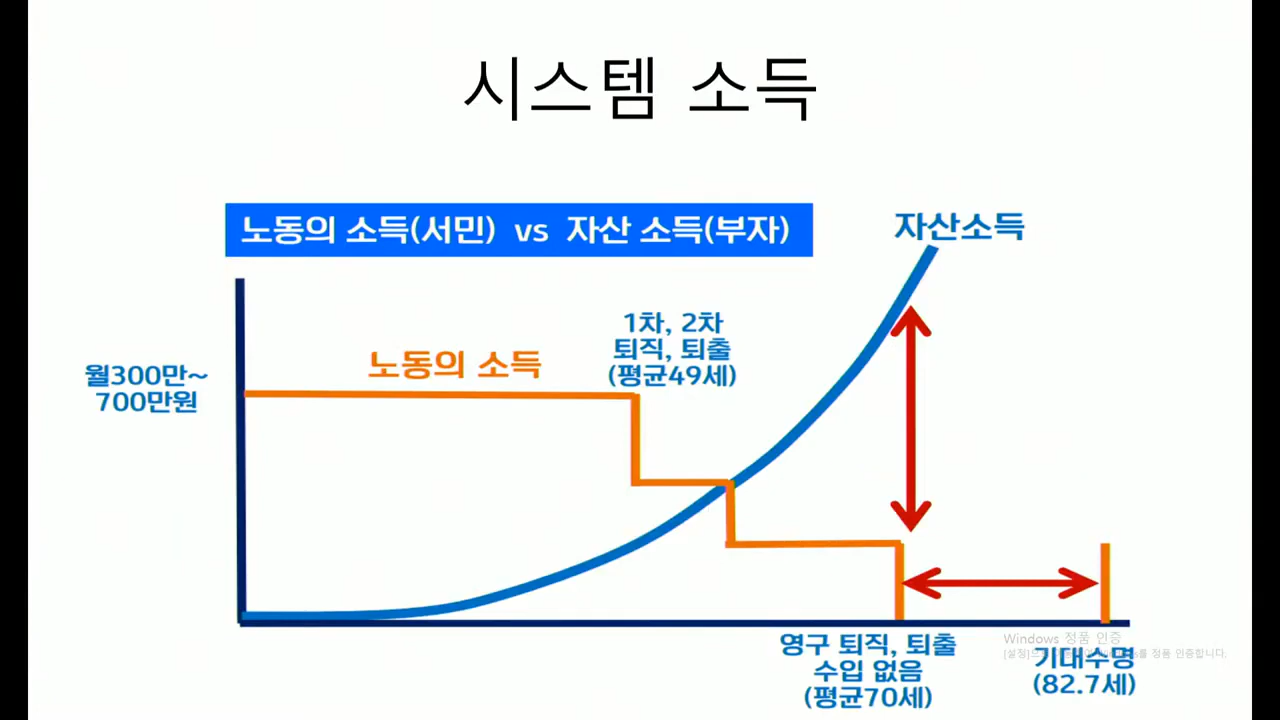 시스템 소득
노동의 소득(서민) vs 자산 소득(부자)
자산소득
1차, 2차
퇴직, 퇴출
(평균49세)
노동의 소득
월300만~
700만원
영구 퇴직, 퇴출
수입 없음
(평균70세)
Windows 정품 인증
기대수명
(82.7세)